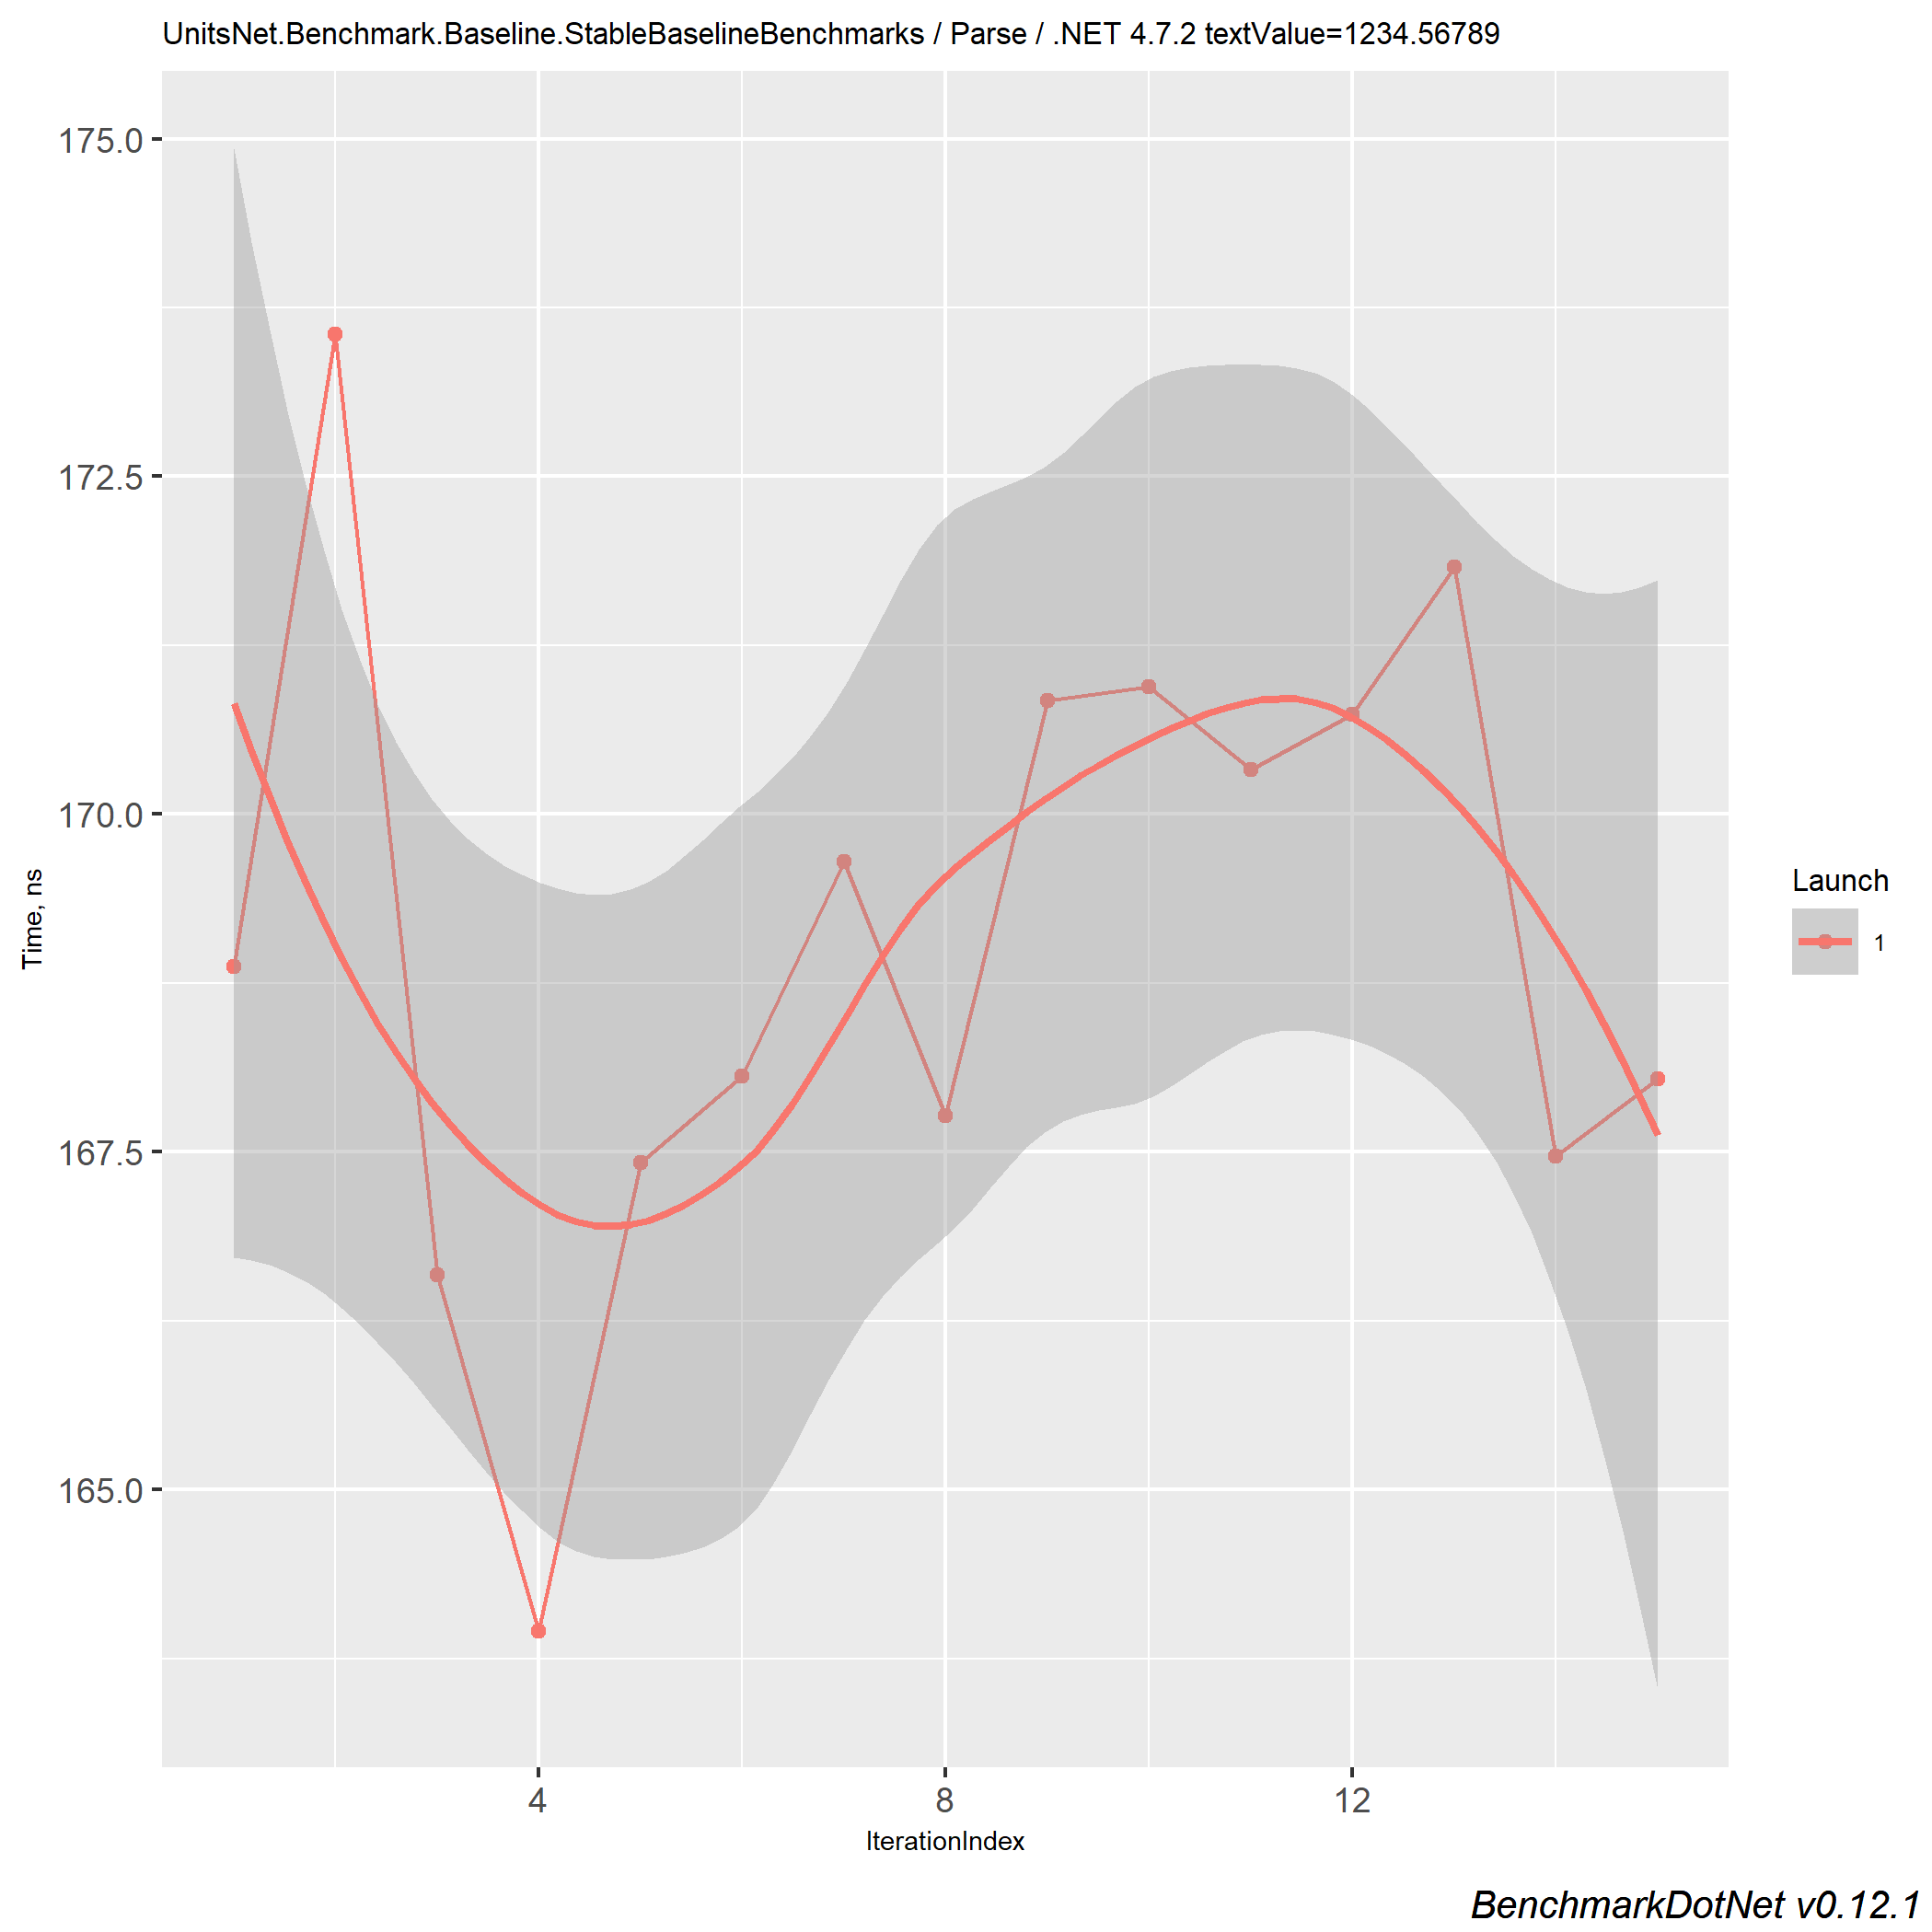 UnitsNet.Benchmark.Baseline.StableBaselineBenchmarks / Parse / .NET 4.7.2 textValue=1234.56789
175.0
172.5
170.0
167.5
165.0
Time, ns
4
8
12
IterationIndex
Launch
1
BenchmarkDotNet v0.12.1